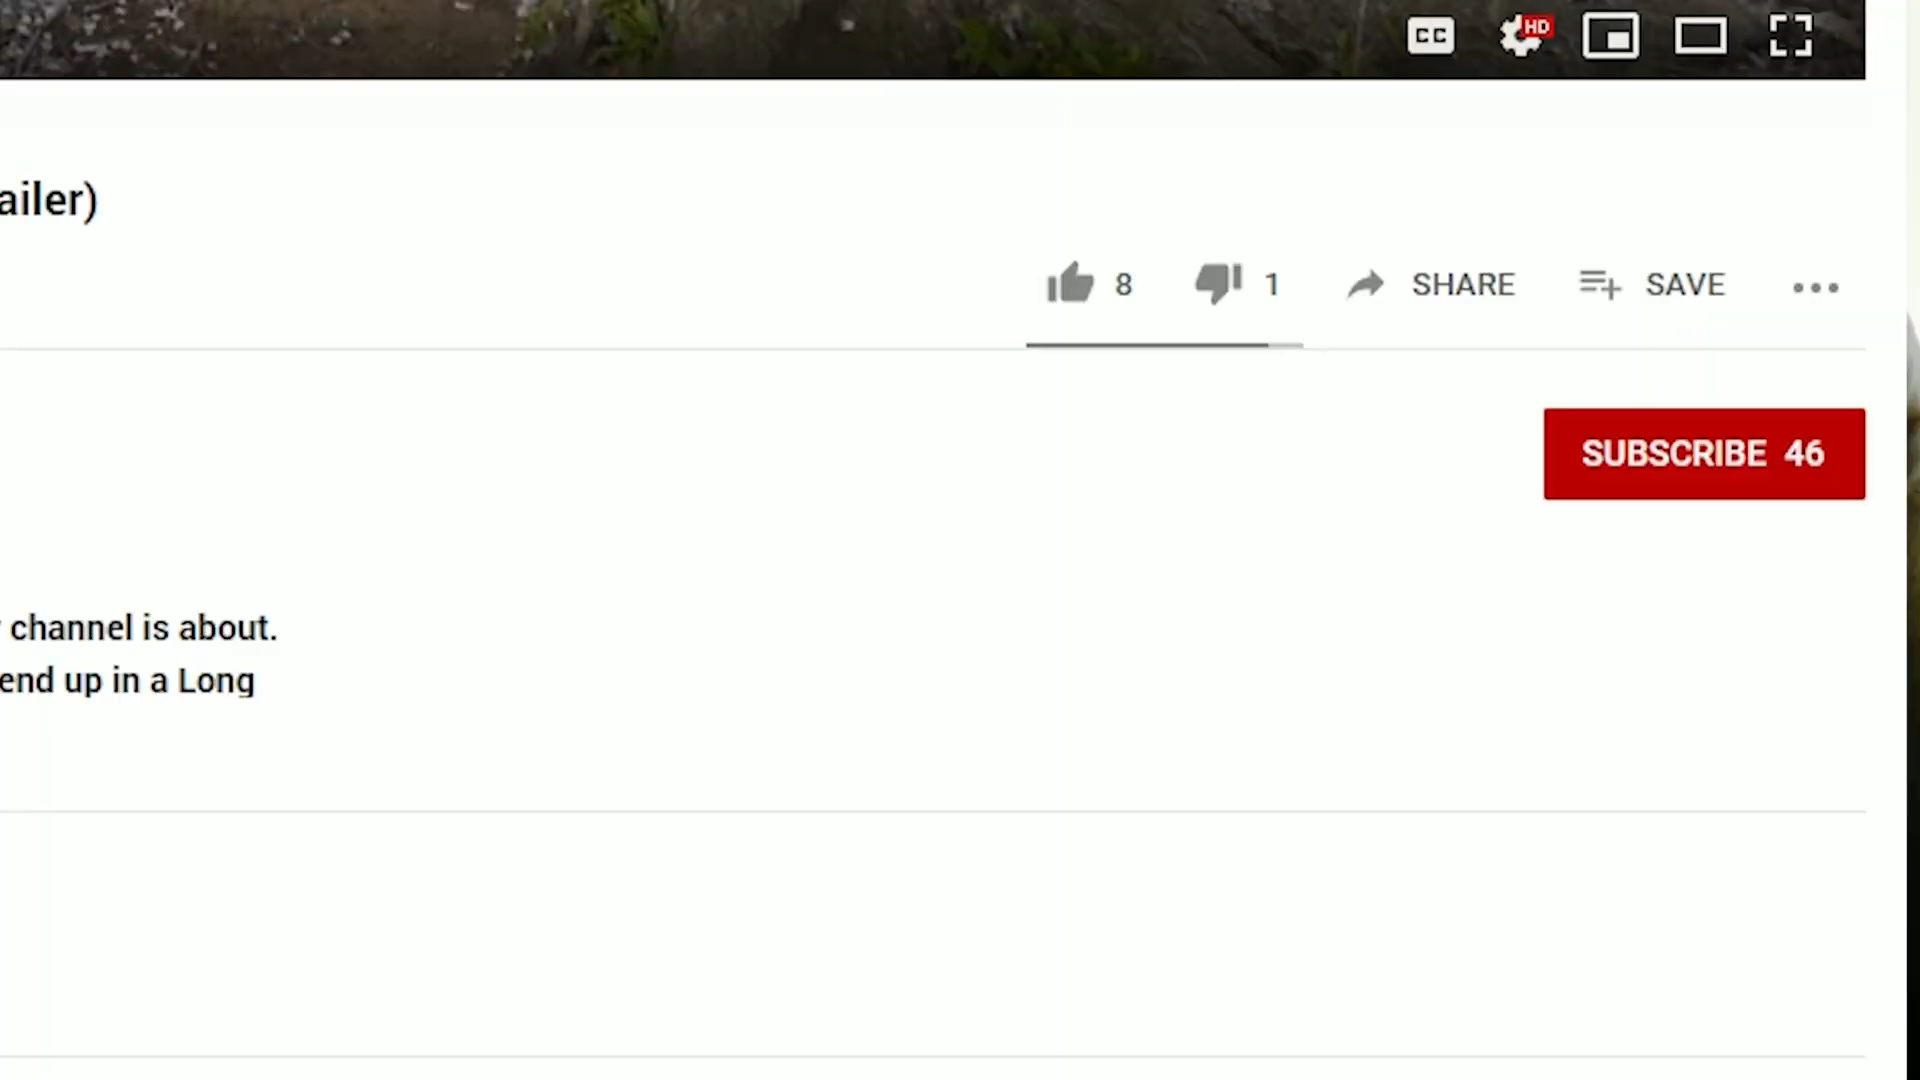 CC HD
ailer)
8 1 SHARE SAVE
SUBSCRIBE 46
channel is about.
end up in a Long